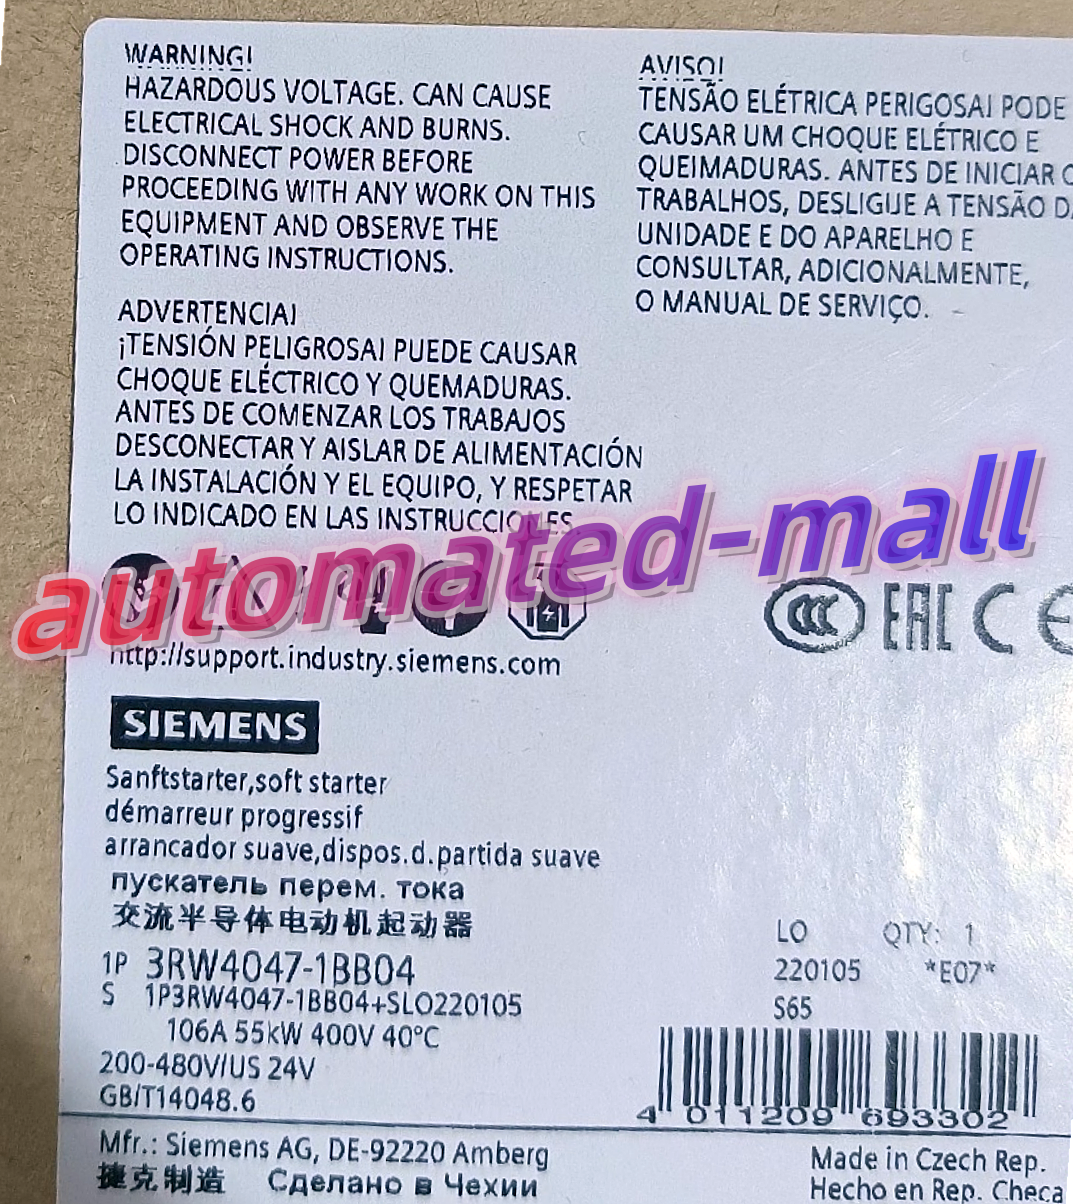 WARNING!
HAZARDOUS VOLTAGE. CAN CAUSE
ELECTRICAL SHOCK AND BURNS.
DISCONNECT POWER BEFORE
PROCEEDING WITH ANY WORK ON THIS
EQUIPMENT AND OBSERVE THE
OPERATING INSTRUCTIONS.
ADVERTENCIA!
¡TENSIÓN PELIGROSA! PUEDE CAUSAR
CHOQUE ELÉCTRICO Y QUEMADURAS.
ANTES DE COMENZAR LOS TRABAJOS
DESCONECTAR Y AISLAR DE ALIMENTACIÓN
LA INSTALACIÓN Y EL EQUIPO, Y RESPETAR
LO INDICADO EN LAS INSTRUCCIONES
AVISO!
TENSÃO ELÉTRICA PERIGOSA! PODE
CAUSAR UM CHOQUE ELÉTRICO E
QUEIMADURAS. ANTES DE INICIAR
TRABALHOS, DESLIGUE A TENSÃO
UNIDADE E DO APARELHO E
CONSULTAR, ADICIONALMENTE,
O MANUAL DE SERVIÇO.
automated-mall
CCC EAC CE
http://support.industry.siemens.com
SIEMENS
Sanftstarter,soft starter
démarreur progressif
arrancador suave,dispos.d.partida suave
пускатель перем. тока
交流半导体电动机起动器
1P 3RW4047-1BB04
S 1P3RW4047-1BB04+SLO220105
106A 55kW 400V 40°C
200-480V/US 24V
GB/T14048.6
LO QTY: 1
220105 *E07*
S65
4 011209 693302
Mfr.: Siemens AG, DE-92220 Amberg
捷克制造 Сделано в Чехии
Made in Czech Rep.
Hecho en Rep. Checa